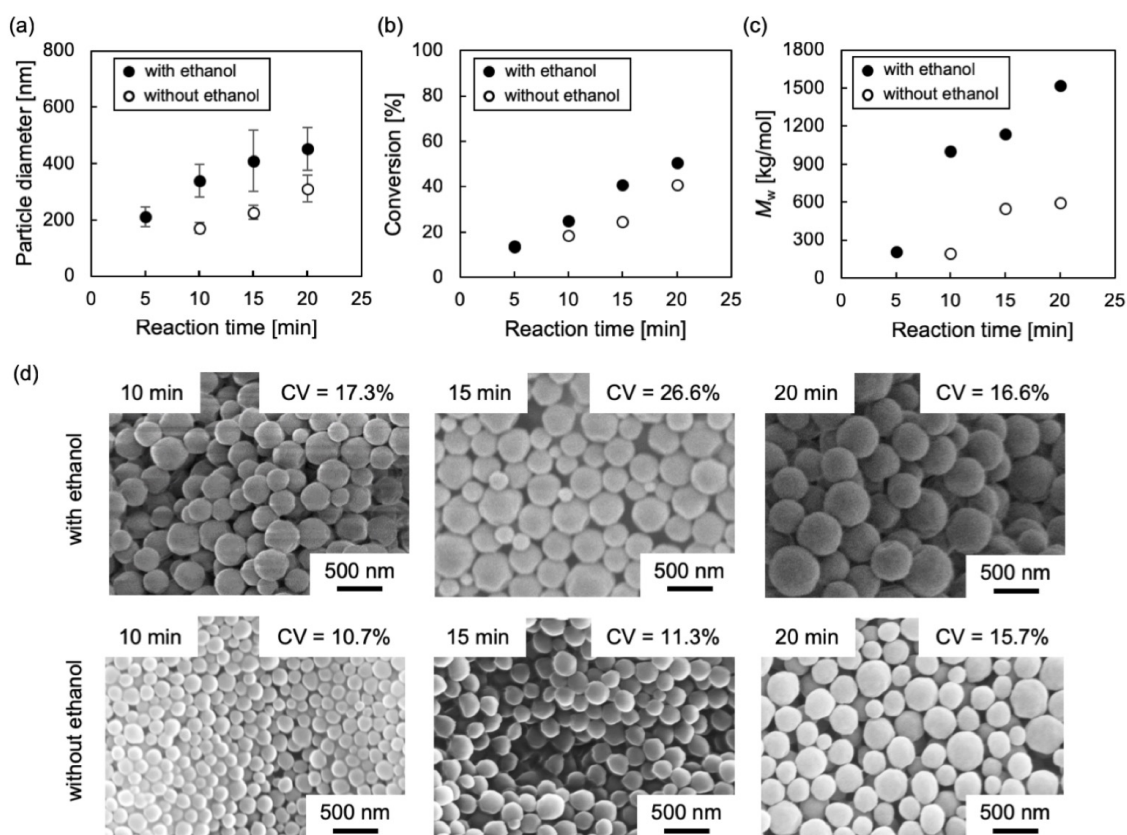 (a)
800
600
400
200
0
0 5 10 15 20 25
Particle diameter [nm]
Reaction time [min]
with ethanol
without ethanol
(b)
100
80
60
40
20
0
0 5 10 15 20 25
Conversion [%]
Reaction time [min]
with ethanol
without ethanol
(c)
1800
1500
1200
900
600
300
0
0 5 10 15 20 25
Mw [kg/mol]
Reaction time [min]
with ethanol
without ethanol
(d)
with ethanol
10 min CV = 17.3%
500 nm
15 min CV = 26.6%
500 nm
20 min CV = 16.6%
500 nm
without ethanol
10 min CV = 10.7%
500 nm
15 min CV = 11.3%
500 nm
20 min CV = 15.7%
500 nm